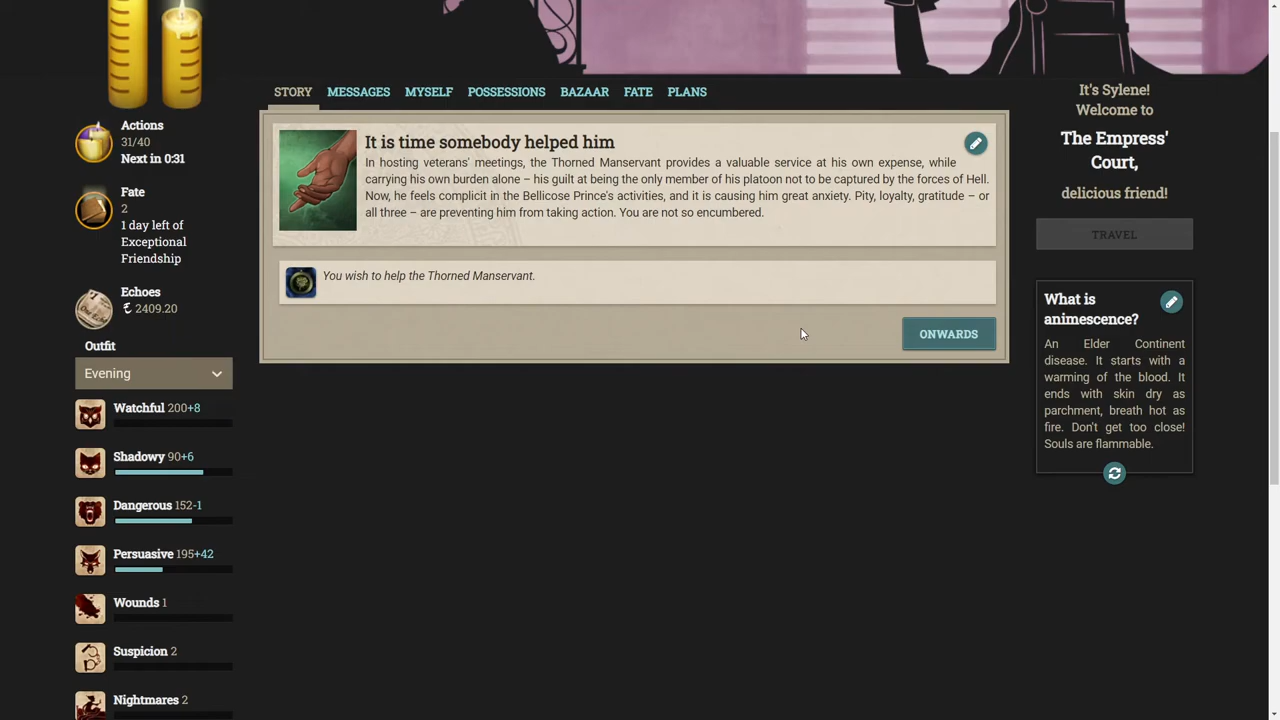 STORY MESSAGES MYSELF POSSESSIONS BAZAAR FATE PLANS
Actions
31/40
Next in 0:31
Fate
2
1 day left of
Exceptional
Friendship
Echoes
2409.20
Outfit
Evening
Watchful 200+8
Shadowy 90+6
Dangerous 152-1
Persuasive 195+42
Wounds 1
Suspicion 2
Nightmares 2
It is time somebody helped him
In hosting veterans' meetings, the Thorned Manservant provides a valuable service at his own expense, while
carrying his own burden alone – his guilt at being the only member of his platoon not to be captured by the forces of Hell.
Now, he feels complicit in the Bellicose Prince's activities, and it is causing him great anxiety. Pity, loyalty, gratitude – or
all three – are preventing him from taking action. You are not so encumbered.
You wish to help the Thorned Manservant.
ONWARDS
It's Sylene!
Welcome to
The Empress'
Court,
delicious friend!
TRAVEL
What is
animescence?
An Elder Continent
disease. It starts with a
warming of the blood. It
ends with skin dry as
parchment, breath hot as
fire. Don't get too close!
Souls are flammable.